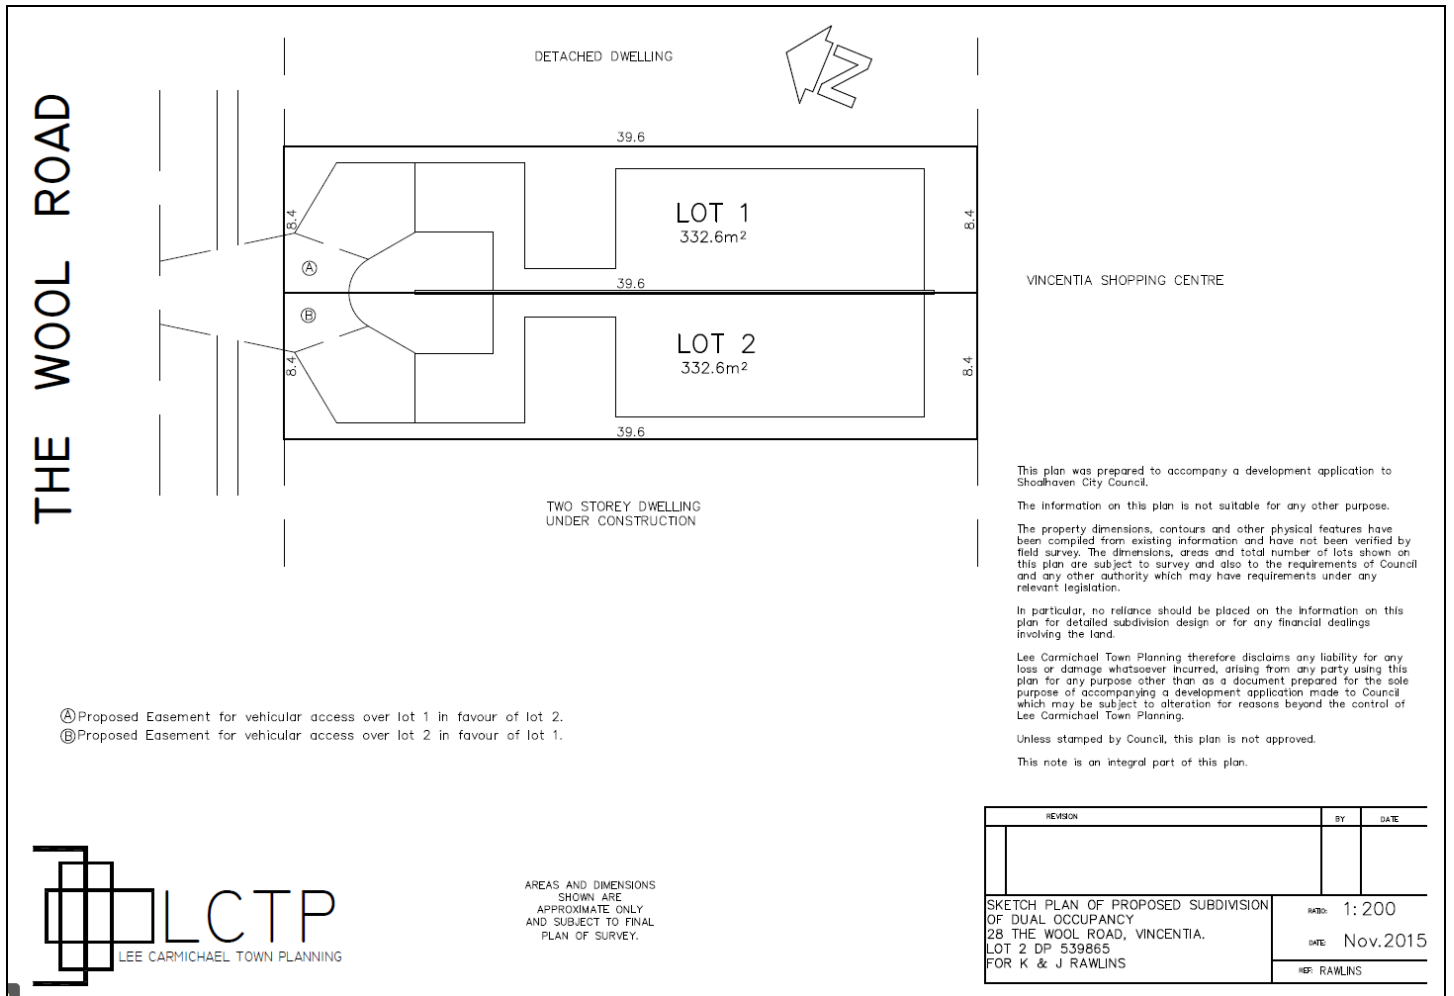 THE WOOL ROAD
DETACHED DWELLING
N
39.6
8.4
LOT 1
332.6m²
8.4
A
39.6
VINCENTIA SHOPPING CENTRE
B
LOT 2
332.6m²
8.4
8.4
39.6
TWO STOREY DWELLING
UNDER CONSTRUCTION
This plan was prepared to accompany a development application to
Shoalhaven City Council.
The information on this plan is not suitable for any other purpose.
The property dimensions, contours and other physical features have
been compiled from existing information and have not been verified by
field survey. The dimensions, areas and total number of lots shown on
this plan are subject to survey and also to the requirements of Council
and any other authority which may have requirements under any
relevant legislation.
In particular, no reliance should be placed on the information on this
plan for detailed subdivision design or for any financial dealings
involving the land.
Lee Carmichael Town Planning therefore disclaims any liability for any
loss or damage whatsoever incurred, arising from any party using this
plan for any purpose other than as a document prepared for the sole
purpose of accompanying a development application made to Council
which may be subject to alteration for reasons beyond the control of
Lee Carmichael Town Planning.
Unless stamped by Council, this plan is not approved.
This note is an integral part of this plan.
A Proposed Easement for vehicular access over lot 1 in favour of lot 2.
B Proposed Easement for vehicular access over lot 2 in favour of lot 1.
LCTP
LEE CARMICHAEL TOWN PLANNING
AREAS AND DIMENSIONS
SHOWN ARE
APPROXIMATE ONLY
AND SUBJECT TO FINAL
PLAN OF SURVEY.
REVISION BY DATE
SKETCH PLAN OF PROPOSED SUBDIVISION
OF DUAL OCCUPANCY
28 THE WOOL ROAD, VINCENTIA.
LOT 2 DP 539865
FOR K & J RAWLINS
RATIO: 1:200
DATE: Nov.2015
REF: RAWLINS